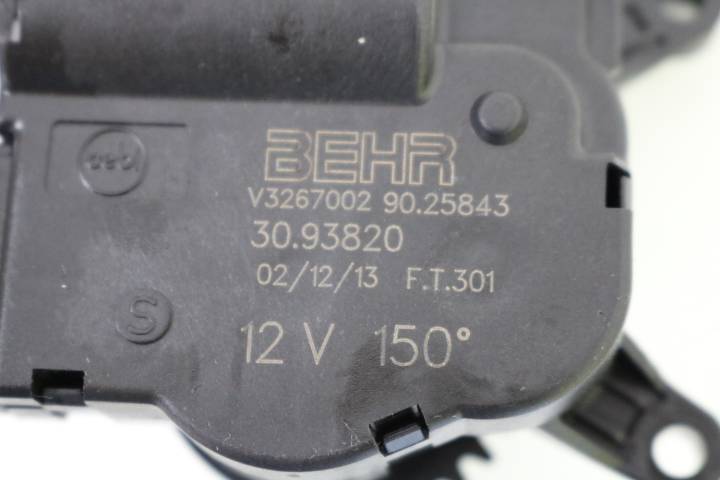 BEHR
V3267002 90.25843
30.93820
02/12/13 F.T.301
S
12 V 150°